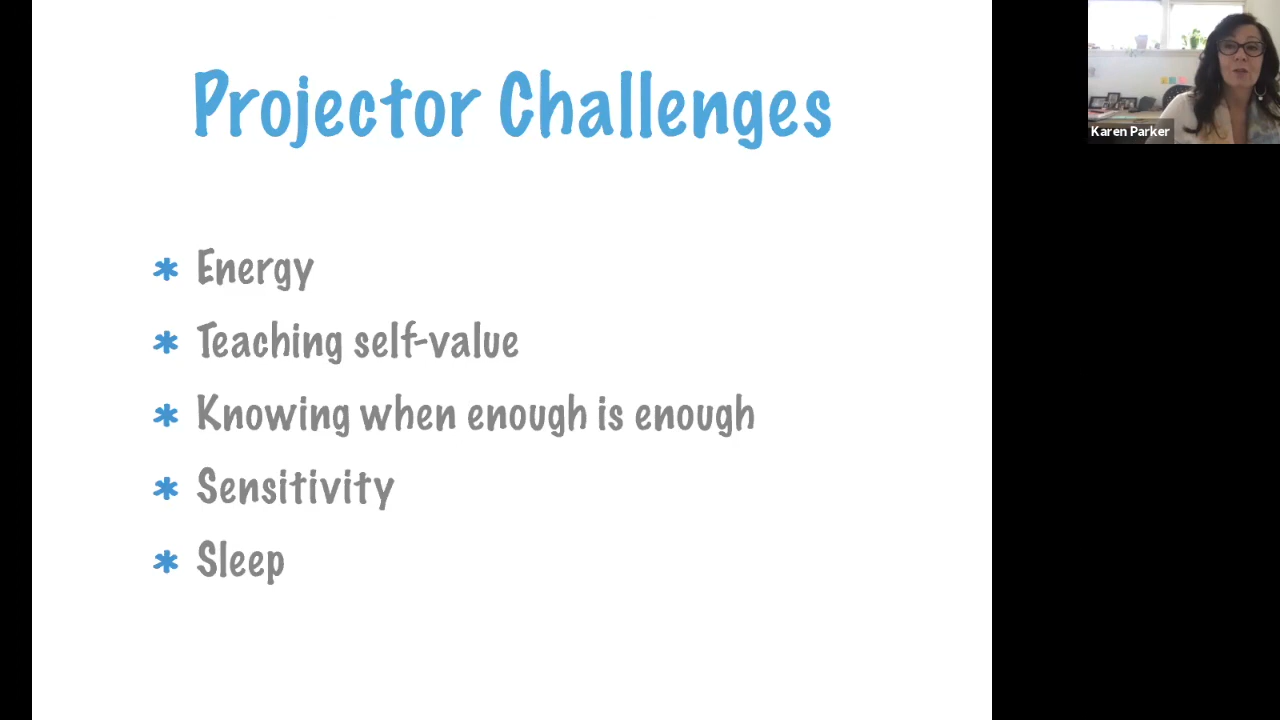 Projector Challenges
* Energy
* Teaching self-value
* Knowing when enough is enough
* Sensitivity
* Sleep
Karen Parker